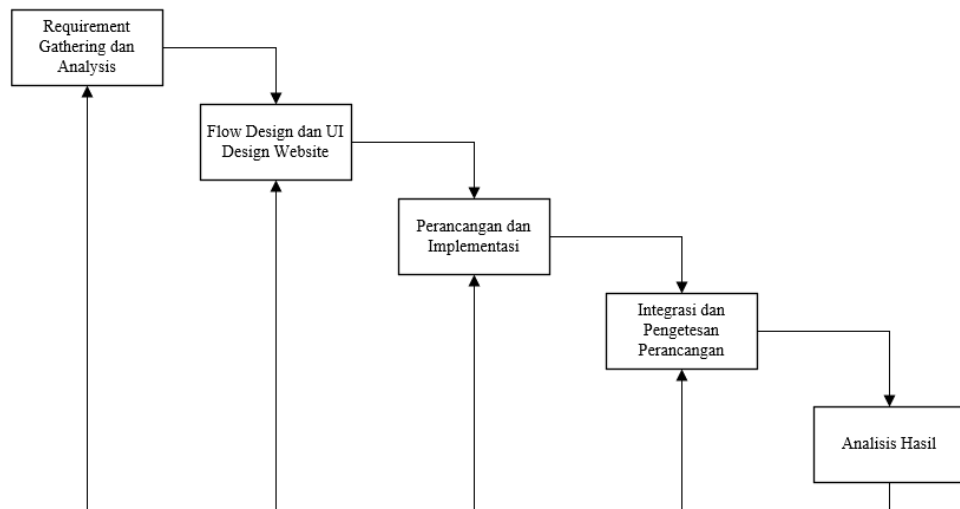 Requirement
Gathering dan
Analysis
Flow Design dan UI
Design Website
Perancangan dan
Implementasi
Integrasi dan
Pengetesan
Perancangan
Analisis Hasil